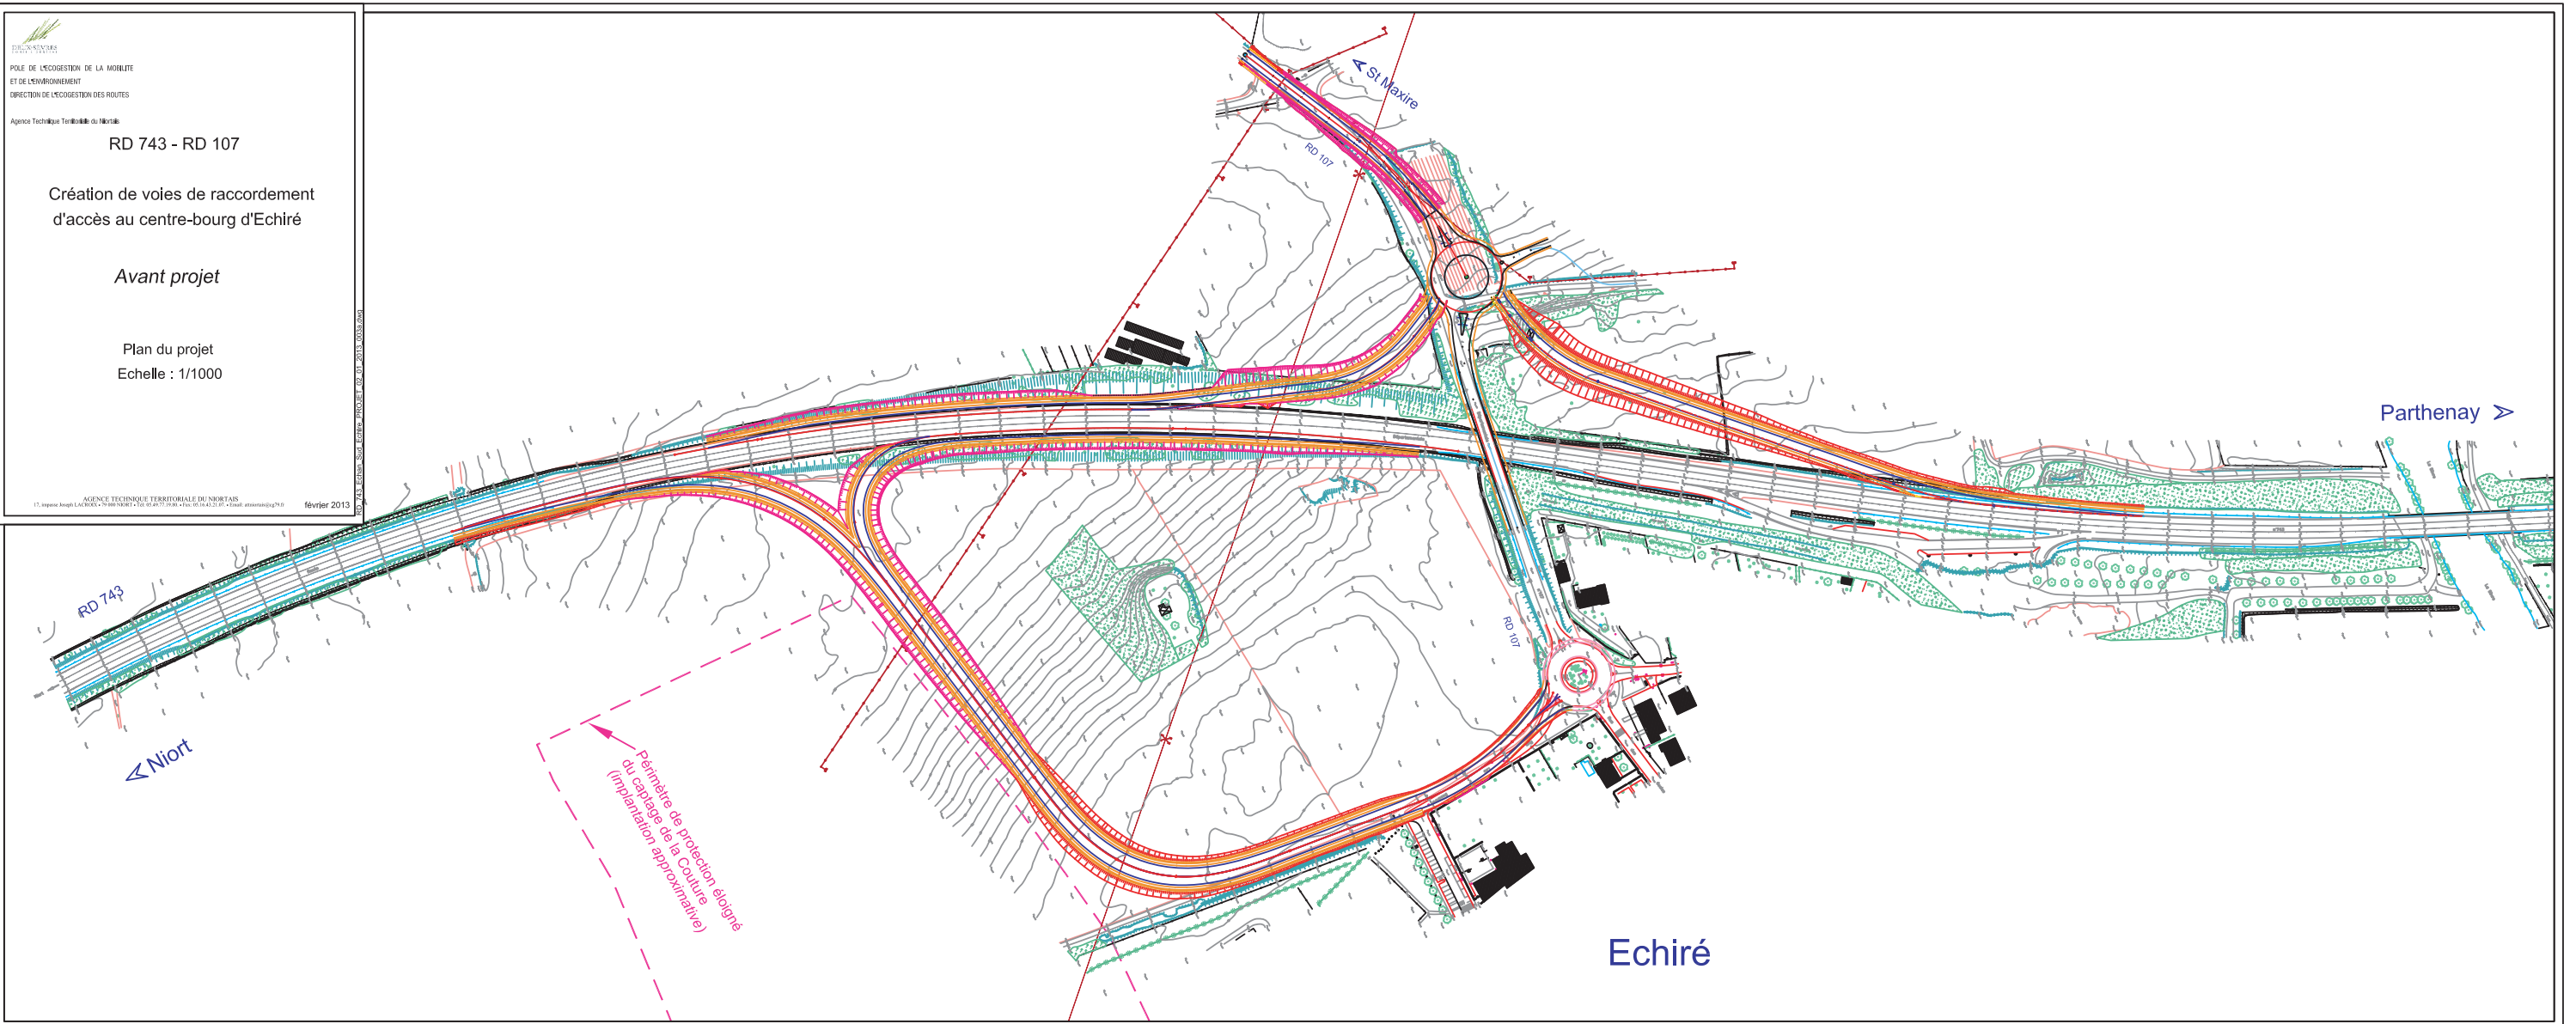 DEUX-SÈVRES
POLE DE L'ECOGESTION DE LA MOBILITE
ET DE L'ENVIRONNEMENT
DIRECTION DE L'ECOGESTION DES ROUTES
Agence Technique Territoriale du Niortais
RD 743 - RD 107
Création de voies de raccordement
d'accès au centre-bourg d'Echiré
Avant projet
Plan du projet
Echelle : 1/1000
AGENCE TECHNIQUE TERRITORIALE DU NIORTAIS
février 2013
St Maxire
RD 107
Parthenay
RD 743
Niort
RD 107
Périmètre de protection éloigné
du captage de la Couture
(implantation approximative)
Echiré